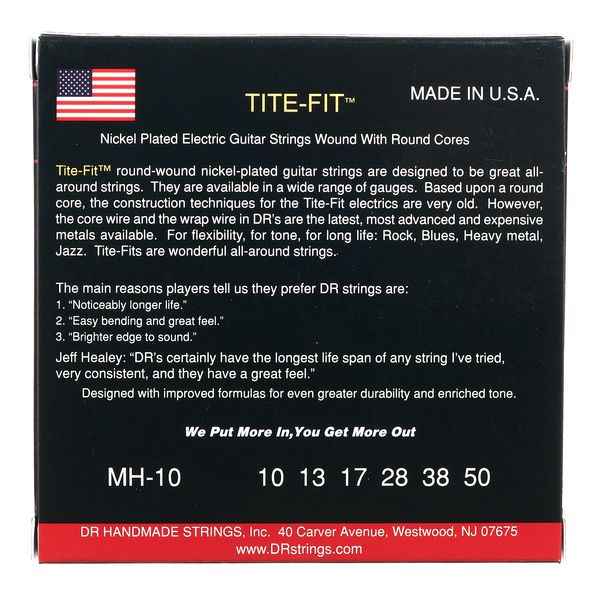 TITE-FIT™
MADE IN U.S.A.
Nickel Plated Electric Guitar Strings Wound With Round Cores
Tite-Fit™ round-wound nickel-plated guitar strings are designed to be great all-
around strings. They are available in a wide range of gauges. Based upon a round
core, the construction techniques for the Tite-Fit electrics are very old. However,
the core wire and the wrap wire in DR's are the latest, most advanced and expensive
metals available. For flexibility, for tone, for long life: Rock, Blues, Heavy metal,
Jazz. Tite-Fits are wonderful all-around strings.
The main reasons players tell us they prefer DR strings are:
1. "Noticeably longer life."
2. "Easy bending and great feel."
3. "Brighter edge to sound."
Jeff Healey: "DR's certainly have the longest life span of any string I've tried,
very consistent, and they have a great feel."
Designed with improved formulas for even greater durability and enriched tone.
We Put More In,You Get More Out
MH-10 10 13 17 28 38 50
DR HANDMADE STRINGS, Inc. 40 Carver Avenue, Westwood, NJ 07675
www.DRstrings.com